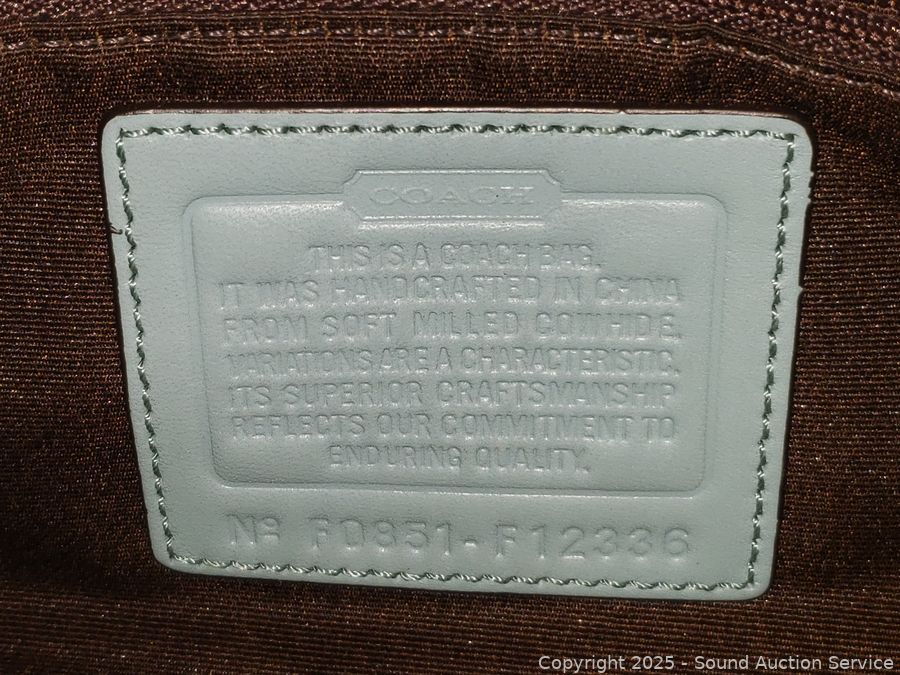 COACH
THIS IS A COACH BAG.
IT WAS HANDCRAFTED IN CHINA
FROM SOFT MILLED COWHIDE.
VARIATIONS ARE A CHARACTERISTIC.
ITS SUPERIOR CRAFTSMANSHIP
REFLECTS OUR COMMITMENT TO
ENDURING QUALITY.
Nº F0851-F12336
Copyright 2025 - Sound Auction Service